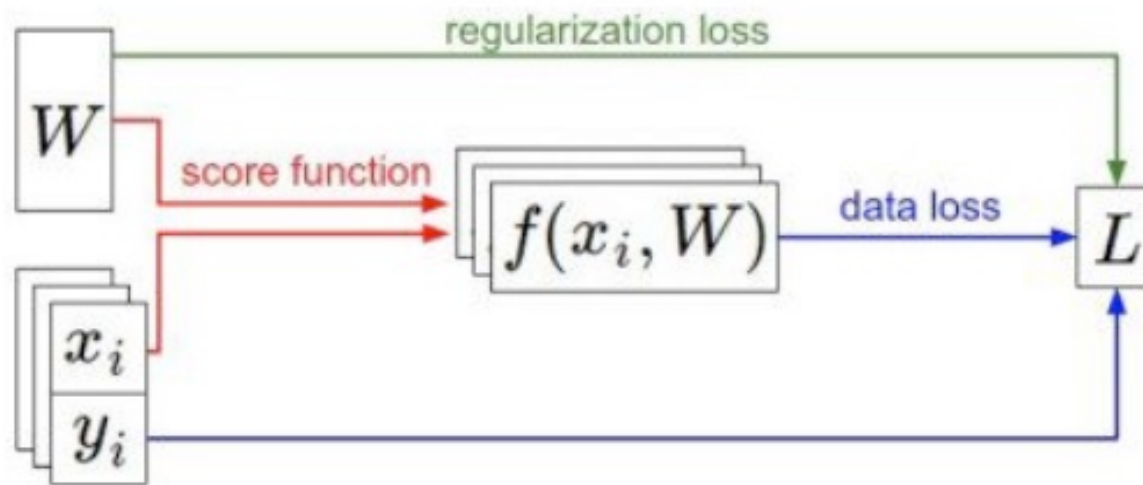 regularization loss
W
score function
f(x_i, W)
data loss
L
x_i
y_i